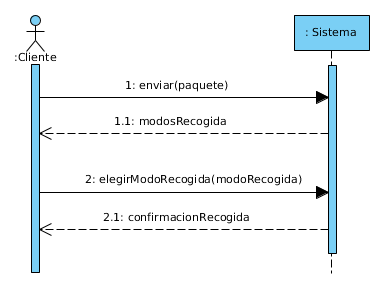 : Sistema
:Cliente
1: enviar(paquete)
1.1: modosRecogida
2: elegirModoRecogida(modoRecogida)
2.1: confirmacionRecogida